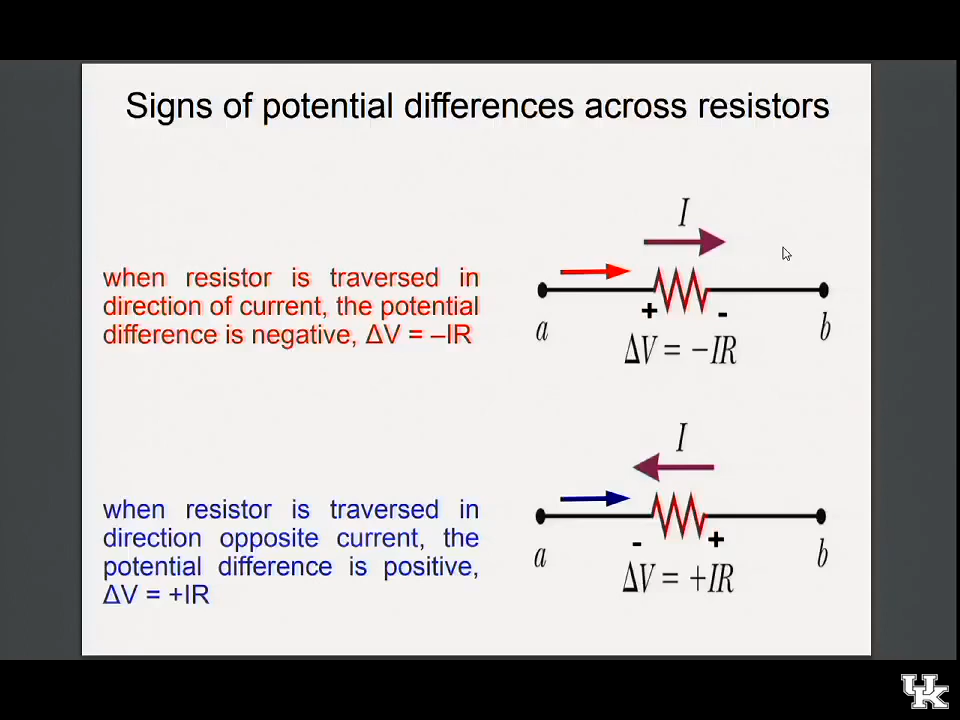 Signs of potential differences across resistors
I
when resistor is traversed in
direction of current, the potential
difference is negative, ΔV = –IR
+ -
a b
ΔV = −IR
I
when resistor is traversed in
direction opposite current, the
potential difference is positive,
ΔV = +IR
- +
a b
ΔV = +IR
UK